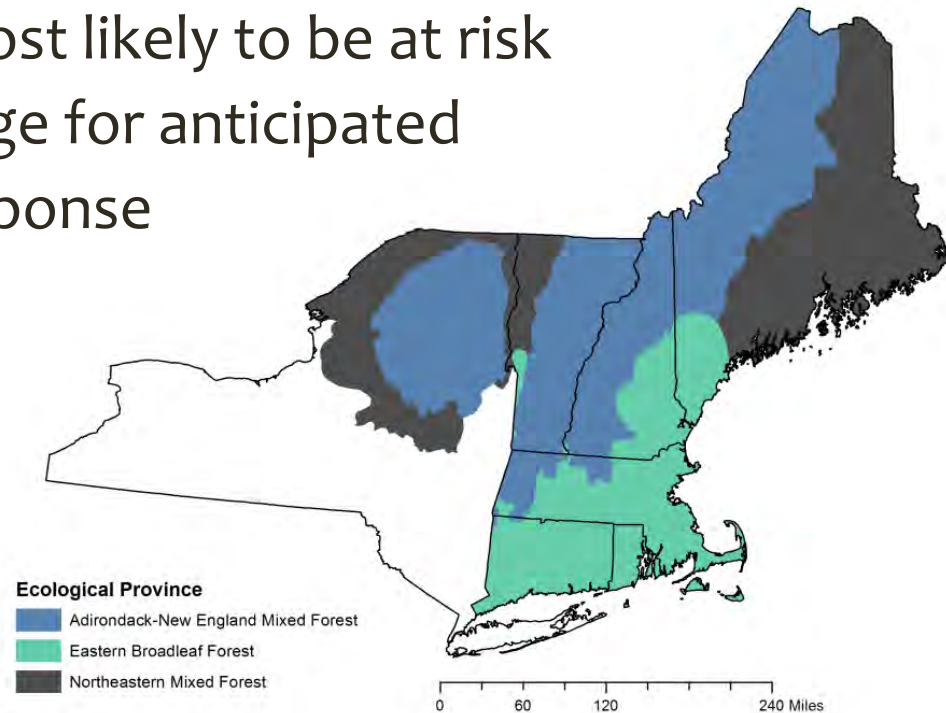 ost likely to be at risk
ge for anticipated
ponse
Ecological Province
Adirondack-New England Mixed Forest
Eastern Broadleaf Forest
Northeastern Mixed Forest
0 60 120 240 Miles